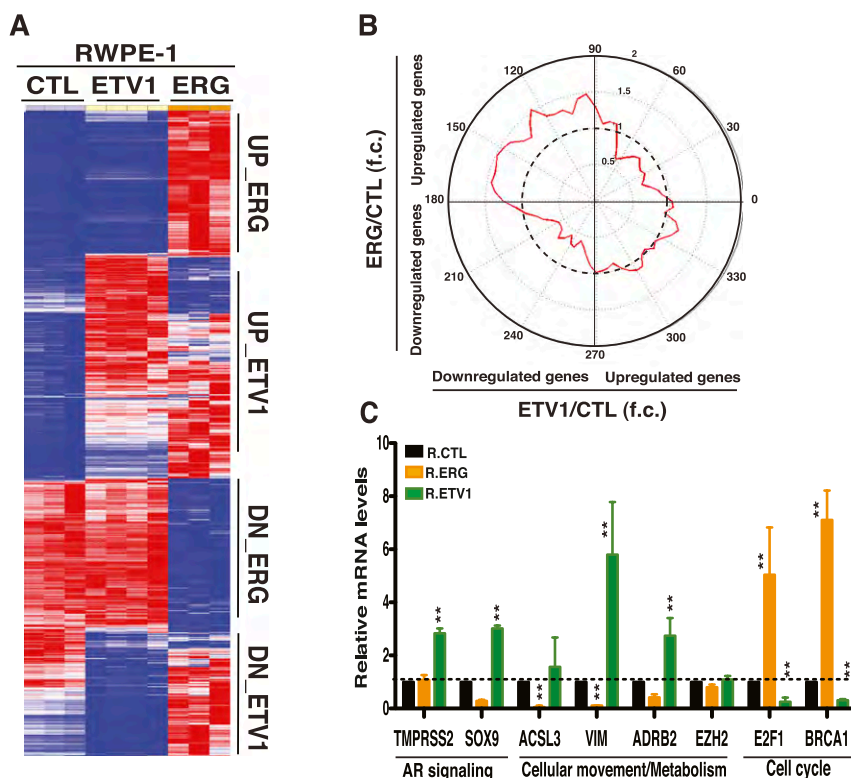 A
RWPE-1
CTL ETV1 ERG
UP_ERG
UP_ETV1
DN_ERG
DN_ETV1
B
90
2
120
60
1.5
1
150
30
0.5
180
0
210
330
240
300
270
ERG/CTL (f.c.)
Upregulated genes
Downregulated genes
Downregulated genes Upregulated genes
ETV1/CTL (f.c.)
C
10
8
6
4
2
0
Relative mRNA levels
R.CTL
R.ERG
R.ETV1
**
**
**
**
**
**
**
**
**
**
TMPRSS2 SOX9 ACSL3 VIM ADRB2 EZH2 E2F1 BRCA1
AR signaling Cellular movement/Metabolism Cell cycle